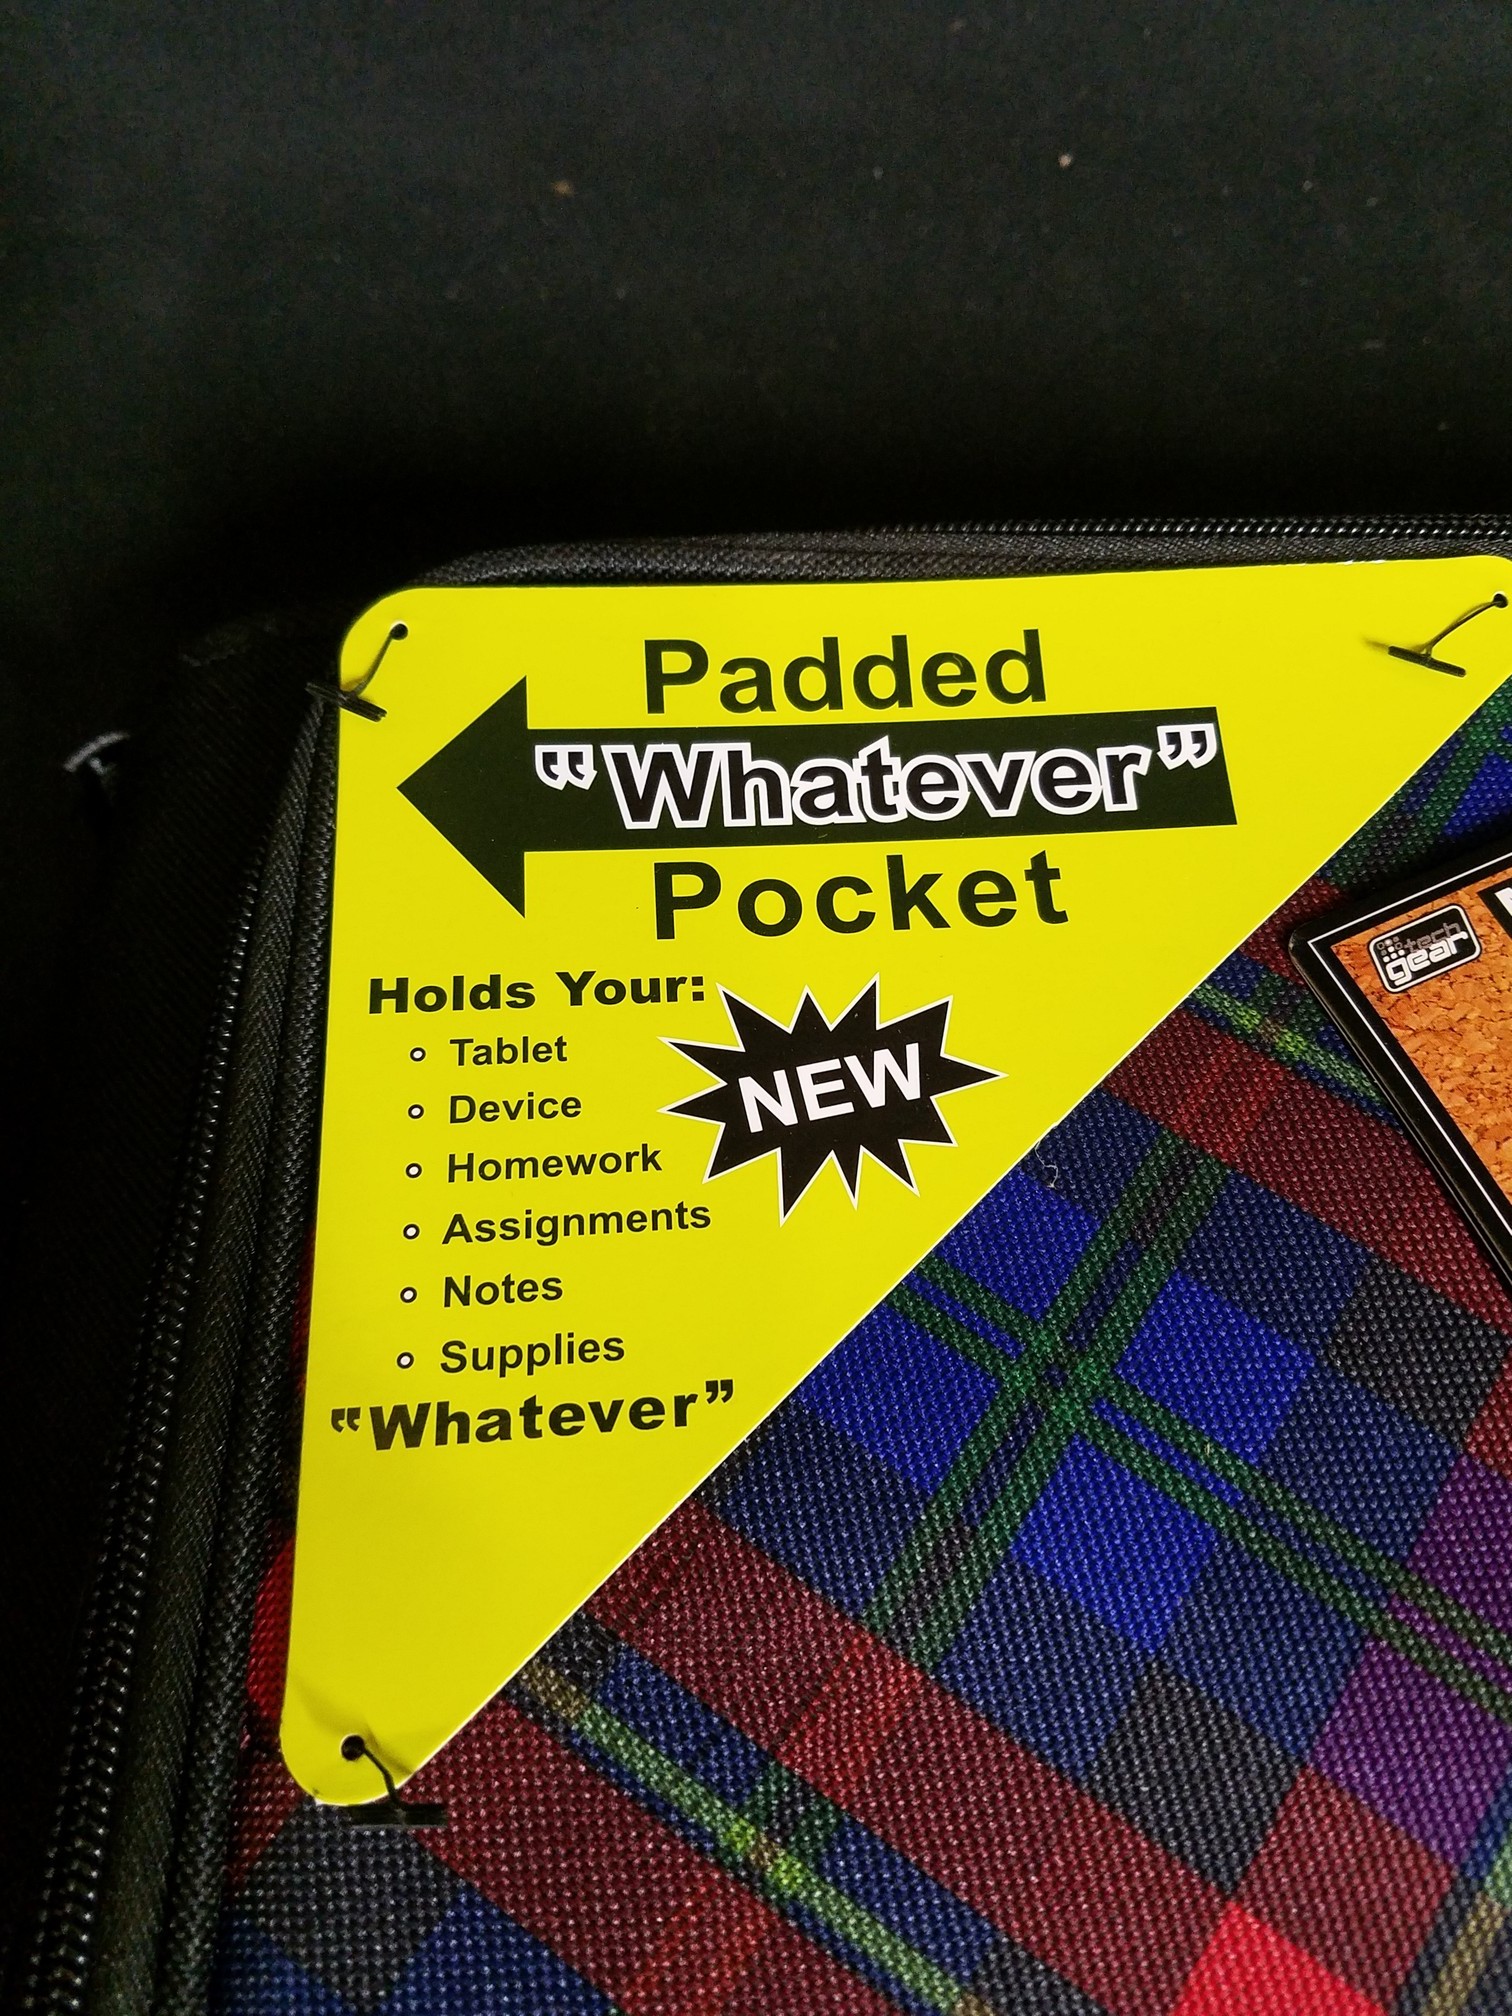 Padded
“Whatever”
Pocket
Holds Your:
Tablet
Device
Homework
Assignments
Notes
Supplies
“Whatever”
NEW
tech
gear